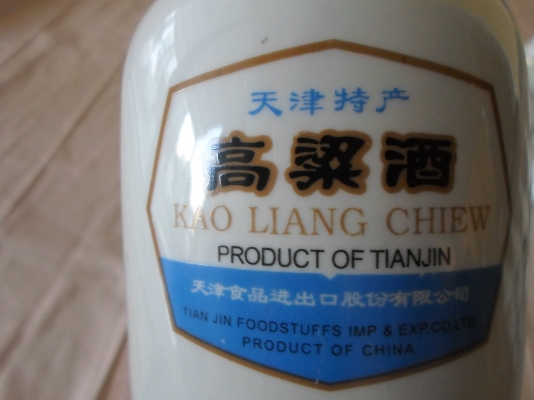 天津特产
高粱酒
KAO LIANG CHIEW
PRODUCT OF TIANJIN
天津食品进出口股份有限公司
TIAN JIN FOODSTUFFS IMP & EXP.CO.LTD.
PRODUCT OF CHINA